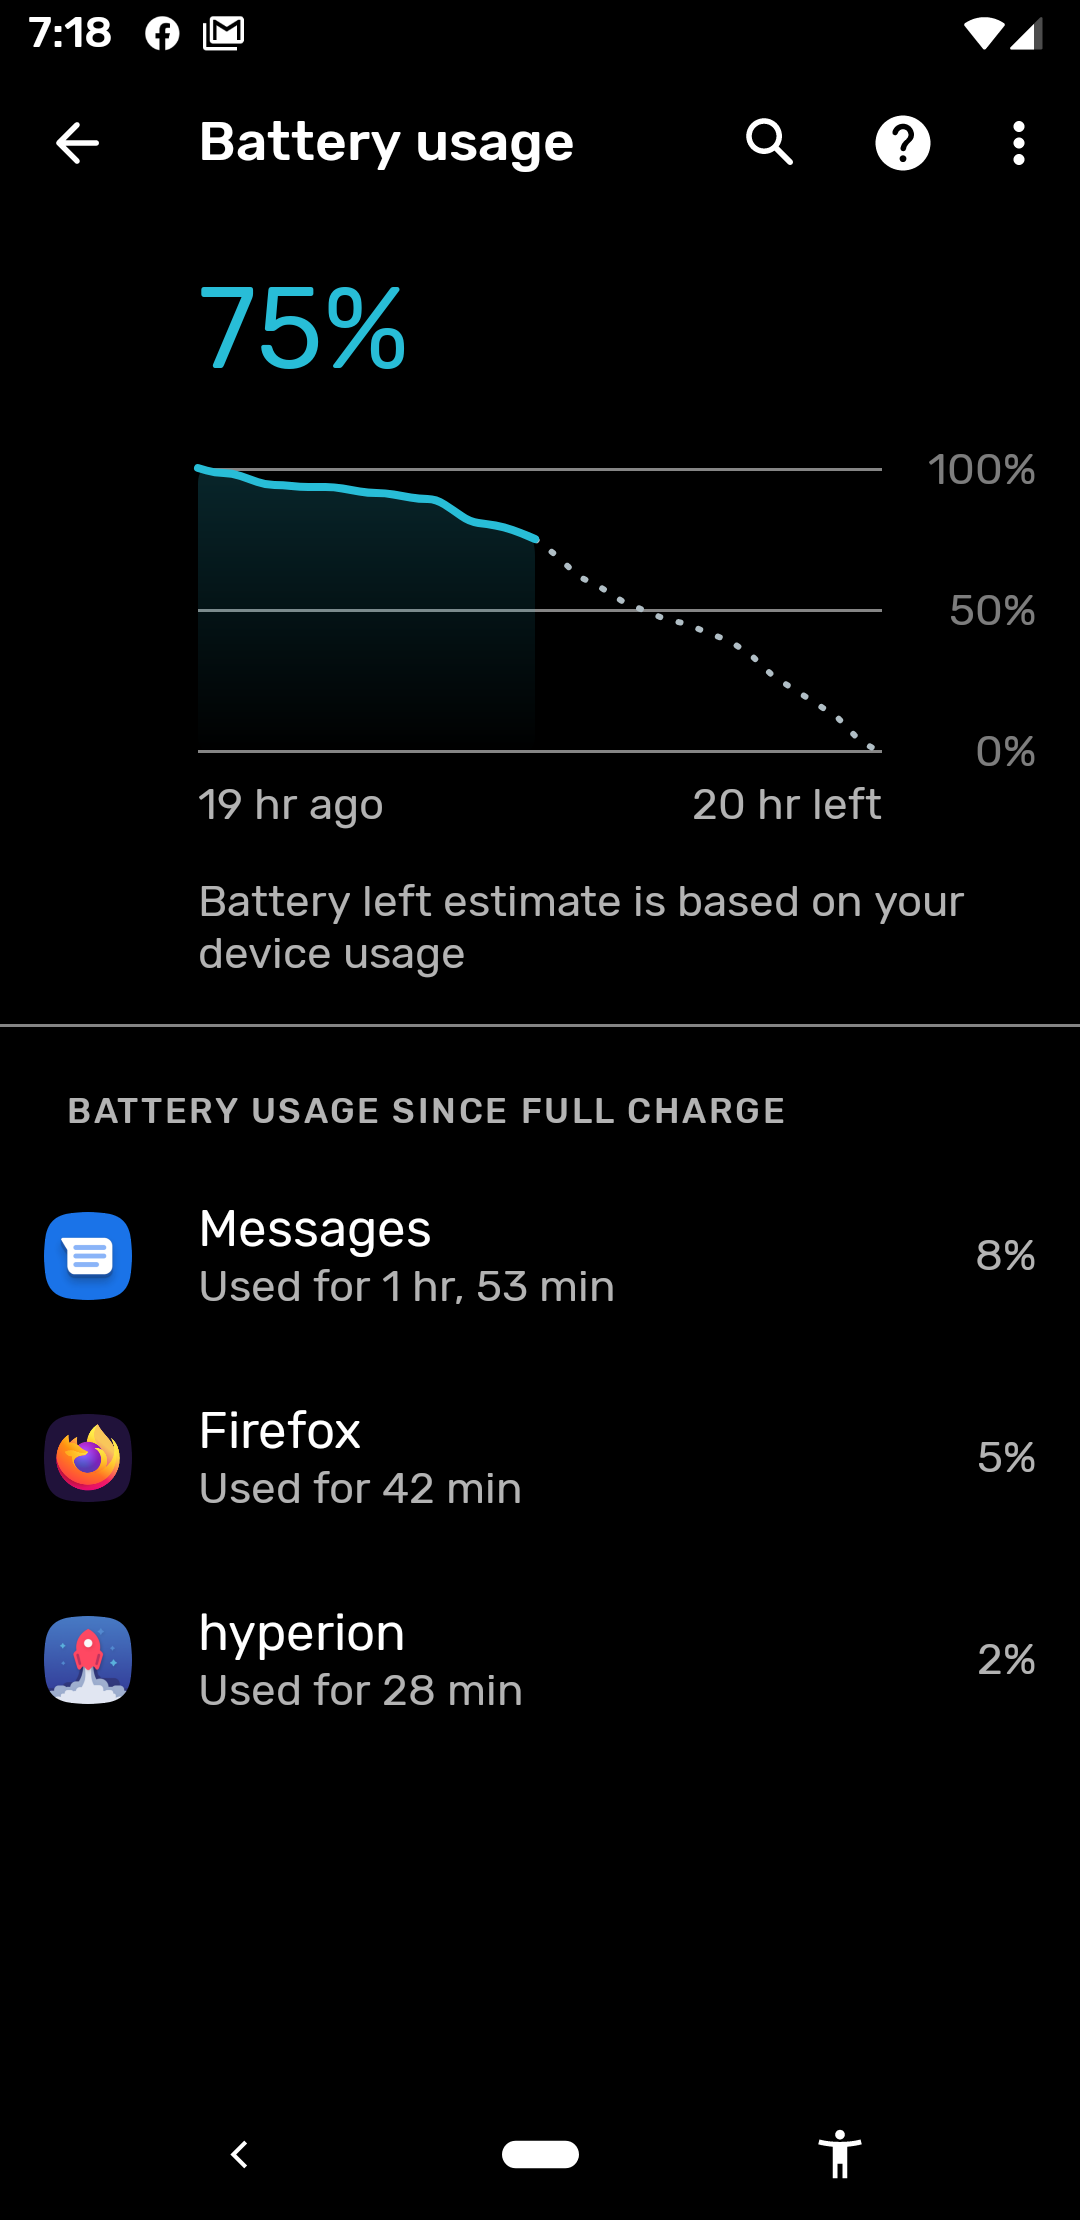 7:18
Battery usage
75%
100%
50%
0%
19 hr ago 20 hr left
Battery left estimate is based on your
device usage
BATTERY USAGE SINCE FULL CHARGE
Messages
Used for 1 hr, 53 min
8%
Firefox
Used for 42 min
5%
hyperion
Used for 28 min
2%